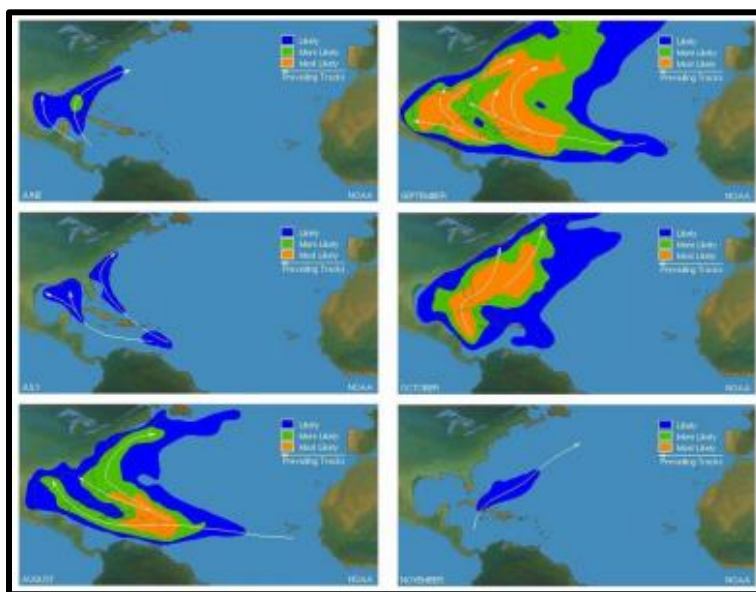 Likely
More Likely
Most Likely
Prevailing Tracks
JUNE
NOAA
Likely
More Likely
Most Likely
Prevailing Tracks
SEPTEMBER
NOAA
Likely
More Likely
Most Likely
Prevailing Tracks
JULY
NOAA
Likely
More Likely
Most Likely
Prevailing Tracks
OCTOBER
NOAA
Likely
More Likely
Most Likely
Prevailing Tracks
AUGUST
NOAA
Likely
More Likely
Most Likely
Prevailing Tracks
NOVEMBER
NOAA